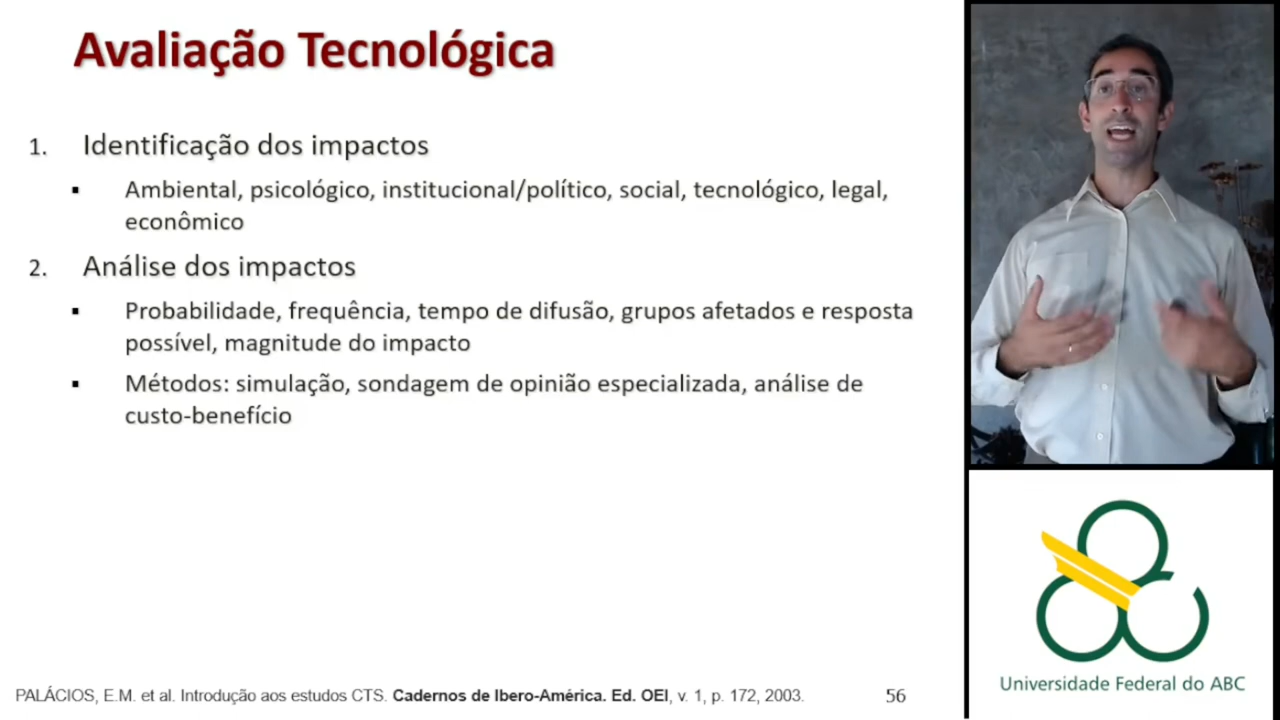 Avaliação Tecnológica
1. Identificação dos impactos
▪ Ambiental, psicológico, institucional/político, social, tecnológico, legal,
econômico
2. Análise dos impactos
▪ Probabilidade, frequência, tempo de difusão, grupos afetados e resposta
possível, magnitude do impacto
▪ Métodos: simulação, sondagem de opinião especializada, análise de
custo-benefício
PALÁCIOS, E.M. et al. Introdução aos estudos CTS. Cadernos de Ibero-América. Ed. OEI, v. 1, p. 172, 2003.
56
Universidade Federal do ABC